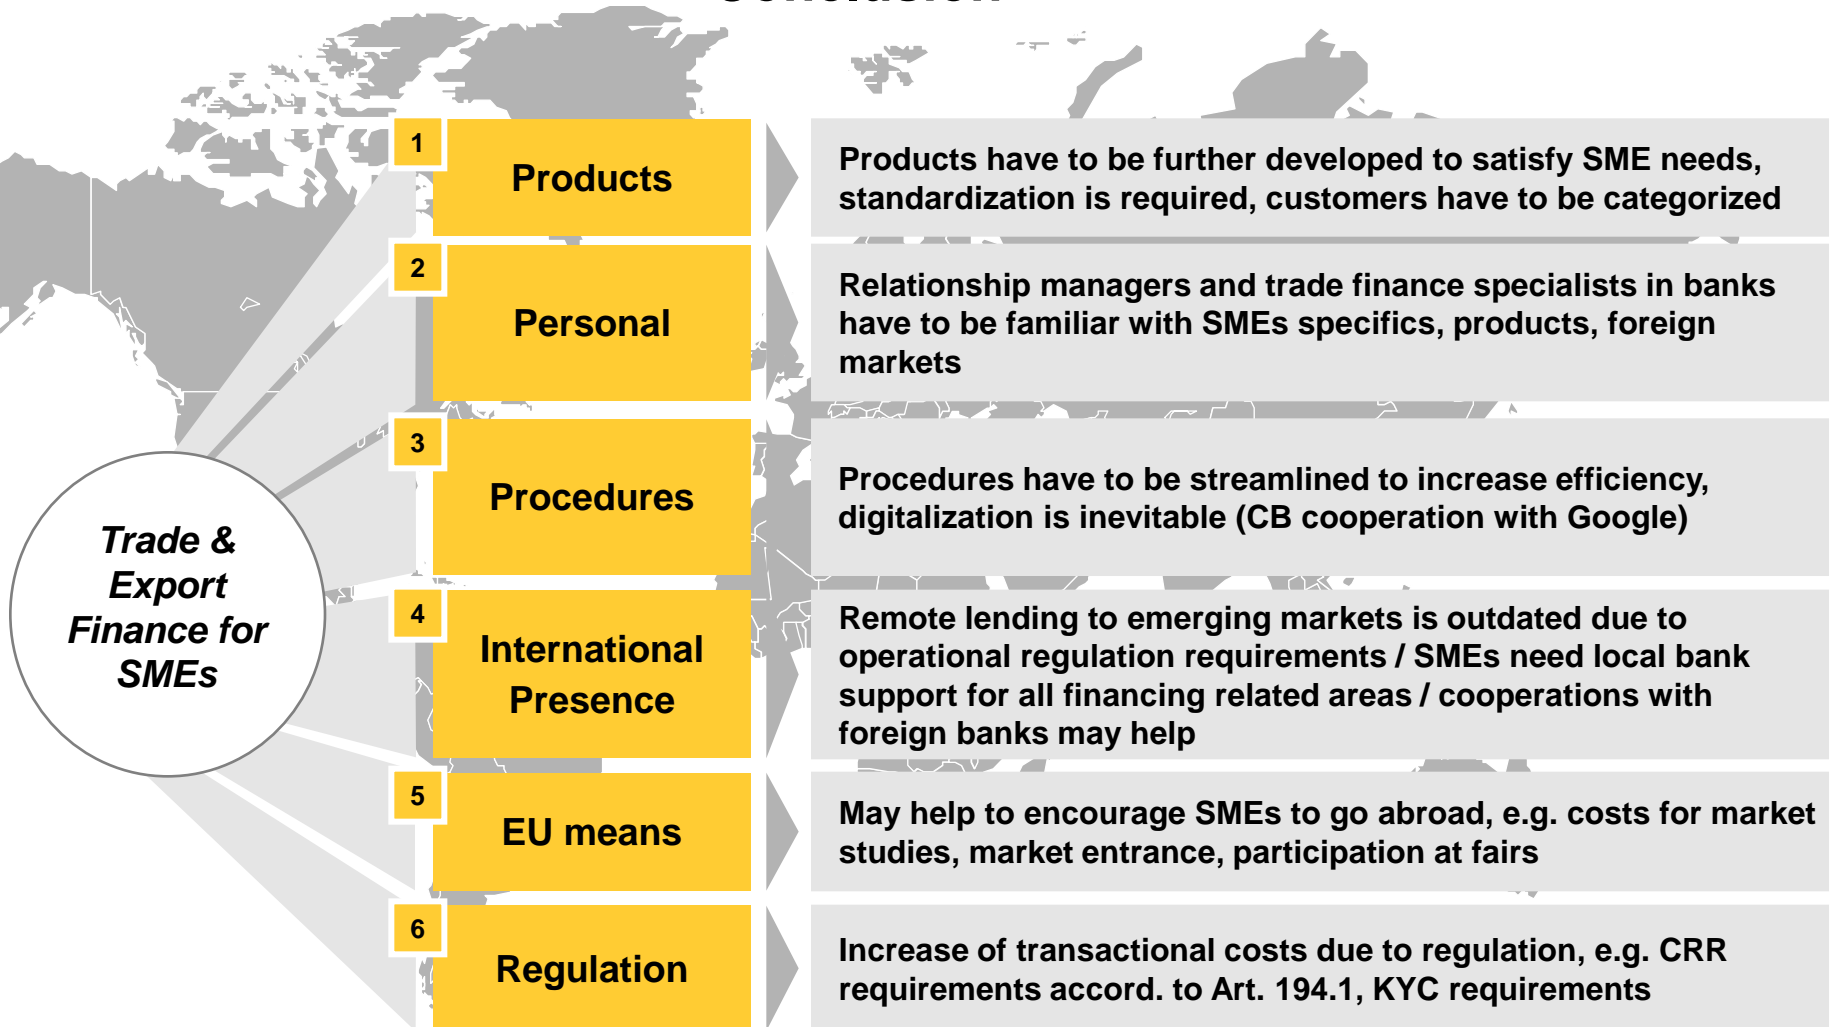 Conclusion
Trade &
Export
Finance for
SMEs
1
Products
Products have to be further developed to satisfy SME needs,
standardization is required, customers have to be categorized
2
Personal
Relationship managers and trade finance specialists in banks
have to be familiar with SMEs specifics, products, foreign
markets
3
Procedures
Procedures have to be streamlined to increase efficiency,
digitalization is inevitable (CB cooperation with Google)
4
International
Presence
Remote lending to emerging markets is outdated due to
operational regulation requirements / SMEs need local bank
support for all financing related areas / cooperations with
foreign banks may help
5
EU means
May help to encourage SMEs to go abroad, e.g. costs for market
studies, market entrance, participation at fairs
6
Regulation
Increase of transactional costs due to regulation, e.g. CRR
requirements accord. to Art. 194.1, KYC requirements